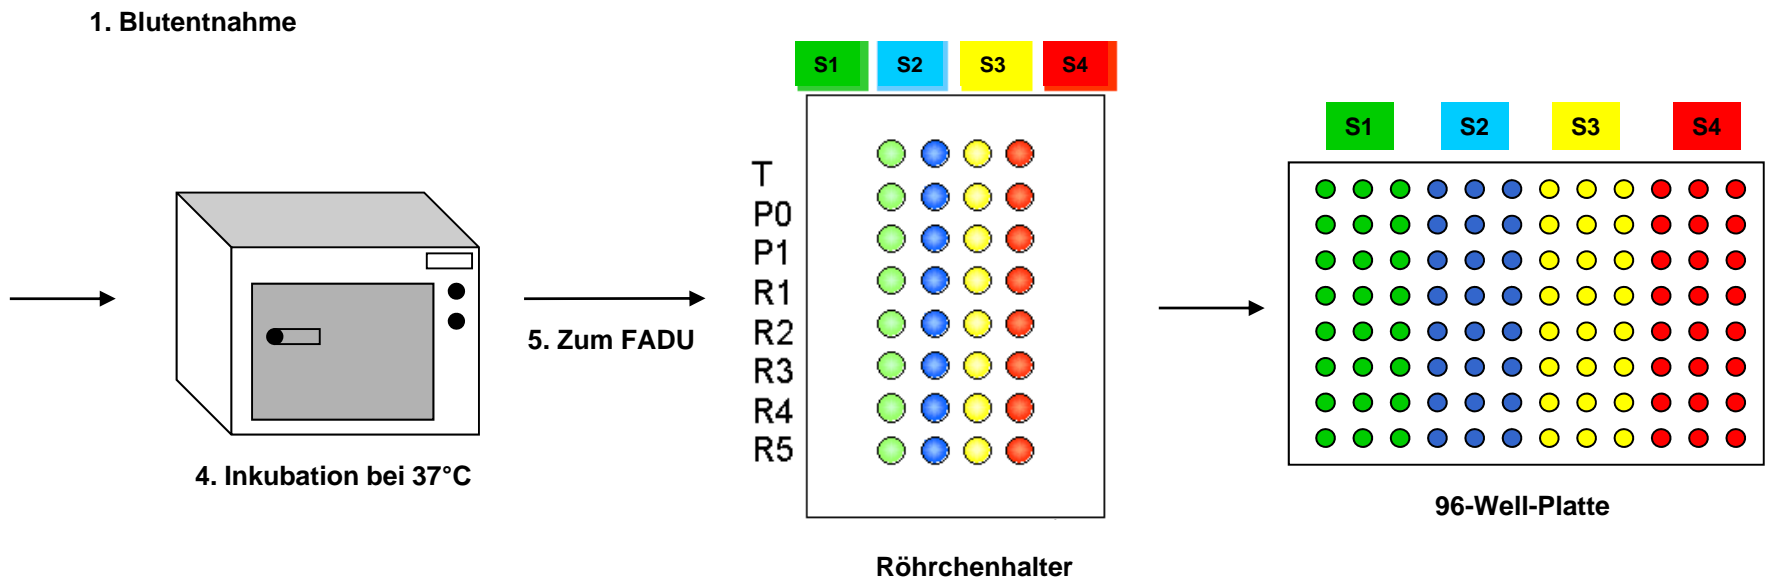 1. Blutentnahme
S1 S2 S3 S4
S1 S2 S3 S4
T
P0
P1
R1
R2
R3
R4
R5
5. Zum FADU
4. Inkubation bei 37°C
96-Well-Platte
Röhrchenhalter